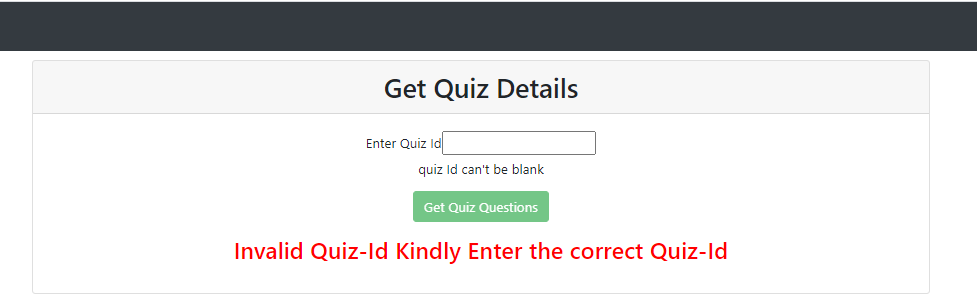 Get Quiz Details
Enter Quiz Id
quiz Id can't be blank
Get Quiz Questions
Invalid Quiz-Id Kindly Enter the correct Quiz-Id